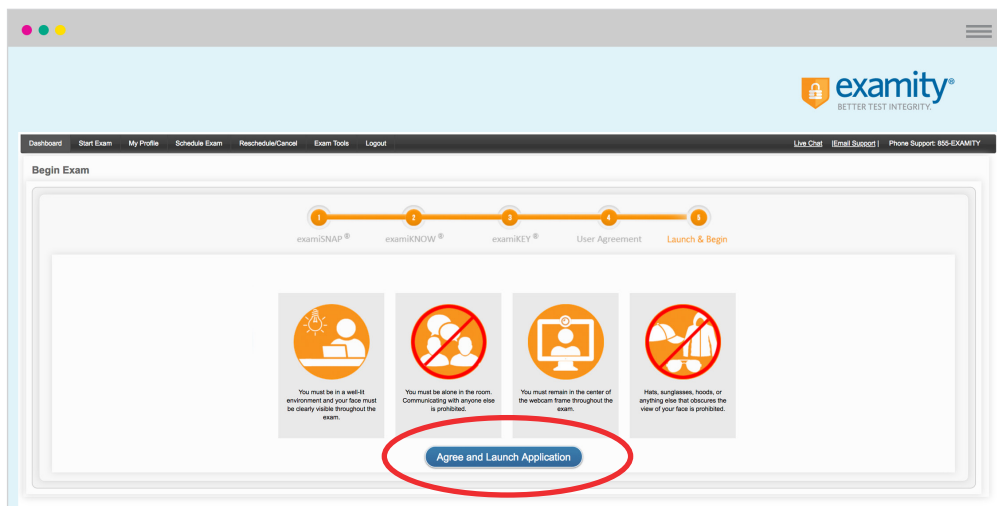 examity®
BETTER TEST INTEGRITY.
Dashboard Start Exam My Profile Schedule Exam Reschedule/Cancel Exam Tools Logout Live Chat |Email Support| Phone Support: 855-EXAMITY
Begin Exam
1 2 3 4 5
examiSNAP® examiKNOW® examiKEY® User Agreement Launch & Begin
You must be in a well-lit
environment and your face must
be clearly visible throughout the
exam.
You must be alone in the room.
Communicating with anyone else
is prohibited.
You must remain in the center of
the webcam frame throughout the
exam.
Hats, sunglasses, hoods, or
anything else that obscures the
view of your face is prohibited.
Agree and Launch Application